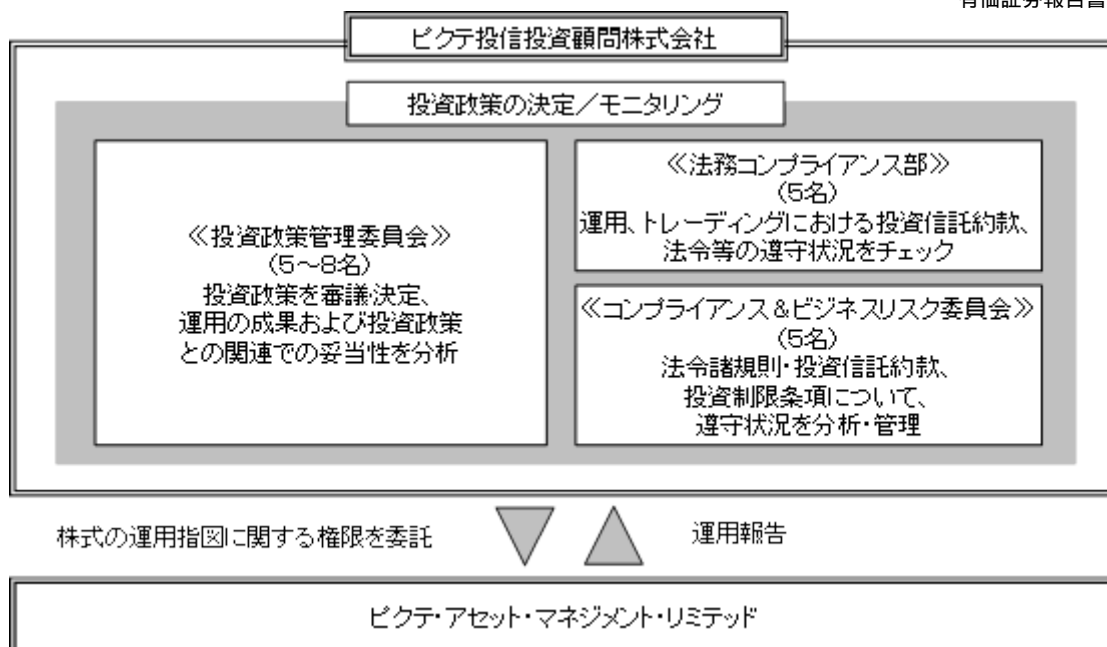 有価証券報告書
ピクテ投信投資顧問株式会社
投資政策の決定／モニタリング
≪投資政策管理委員会≫
(5～8名)
投資政策を審議・決定、
運用の成果および投資政策
との関連での妥当性を分析
≪法務コンプライアンス部≫
(5名)
運用、トレーディングにおける投資信託約款、
法令等の遵守状況をチェック
≪コンプライアンス＆ビジネスリスク委員会≫
(5名)
法令諸規則・投資信託約款、
投資制限条項について、
遵守状況を分析・管理
株式の運用指図に関する権限を委託
運用報告
ピクテ・アセット・マネジメント・リミテッド